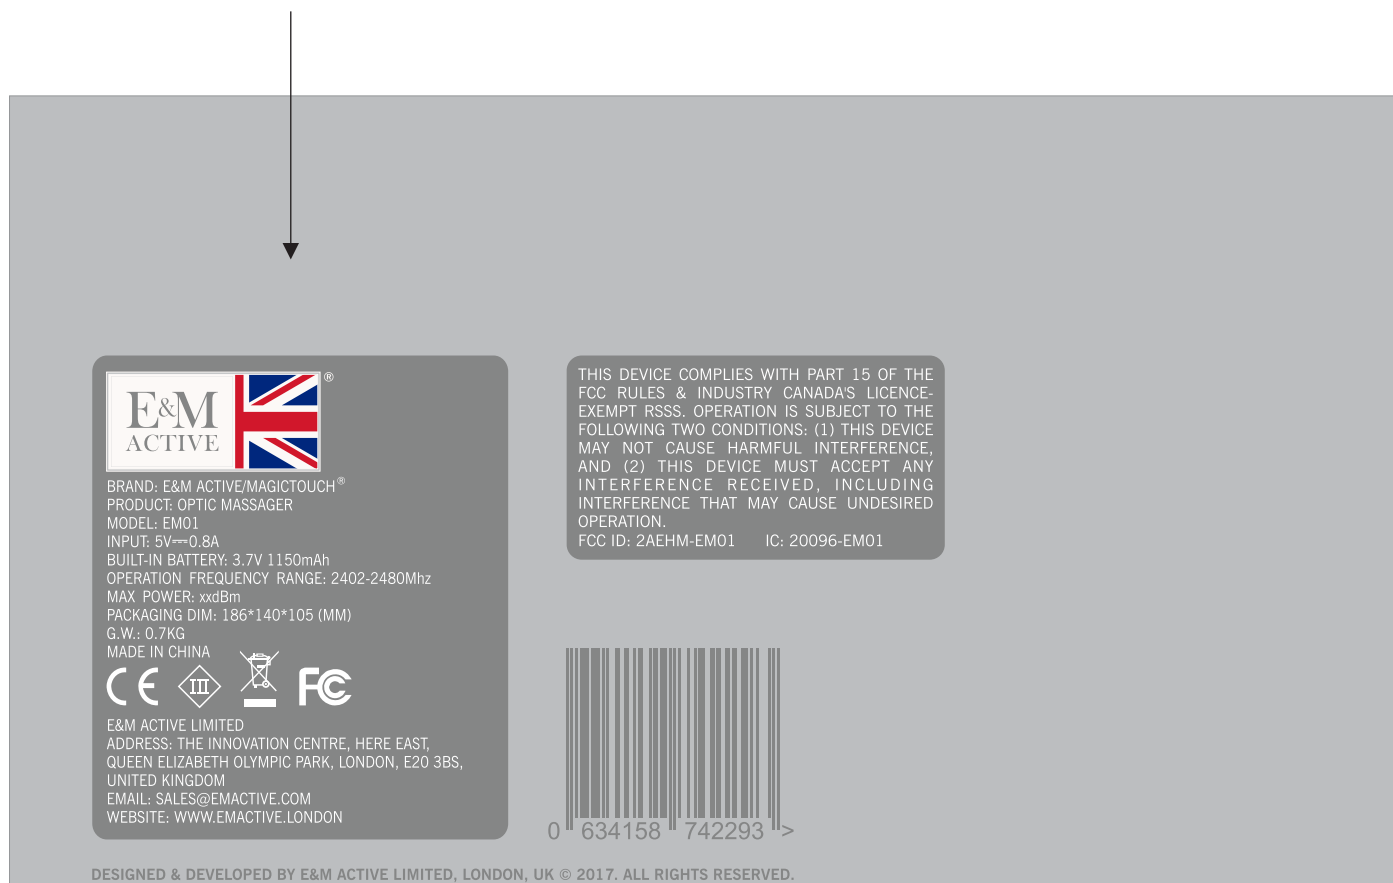 E&M
ACTIVE
®
BRAND: E&M ACTIVE/MAGICTOUCH®
PRODUCT: OPTIC MASSAGER
MODEL: EM01
INPUT: 5V⎓0.8A
BUILT-IN BATTERY: 3.7V 1150mAh
OPERATION FREQUENCY RANGE: 2402-2480Mhz
MAX POWER: xxdBm
PACKAGING DIM: 186*140*105 (MM)
G.W.: 0.7KG
MADE IN CHINA
CE III FC
E&M ACTIVE LIMITED
ADDRESS: THE INNOVATION CENTRE, HERE EAST,
QUEEN ELIZABETH OLYMPIC PARK, LONDON, E20 3BS,
UNITED KINGDOM
EMAIL: SALES@EMACTIVE.COM
WEBSITE: WWW.EMACTIVE.LONDON
THIS DEVICE COMPLIES WITH PART 15 OF THE
FCC RULES & INDUSTRY CANADA'S LICENCE-
EXEMPT RSSS. OPERATION IS SUBJECT TO THE
FOLLOWING TWO CONDITIONS: (1) THIS DEVICE
MAY NOT CAUSE HARMFUL INTERFERENCE,
AND (2) THIS DEVICE MUST ACCEPT ANY
INTERFERENCE RECEIVED, INCLUDING
INTERFERENCE THAT MAY CAUSE UNDESIRED
OPERATION.
FCC ID: 2AEHM-EM01 IC: 20096-EM01
0 634158 742293 >
DESIGNED & DEVELOPED BY E&M ACTIVE LIMITED, LONDON, UK © 2017. ALL RIGHTS RESERVED.